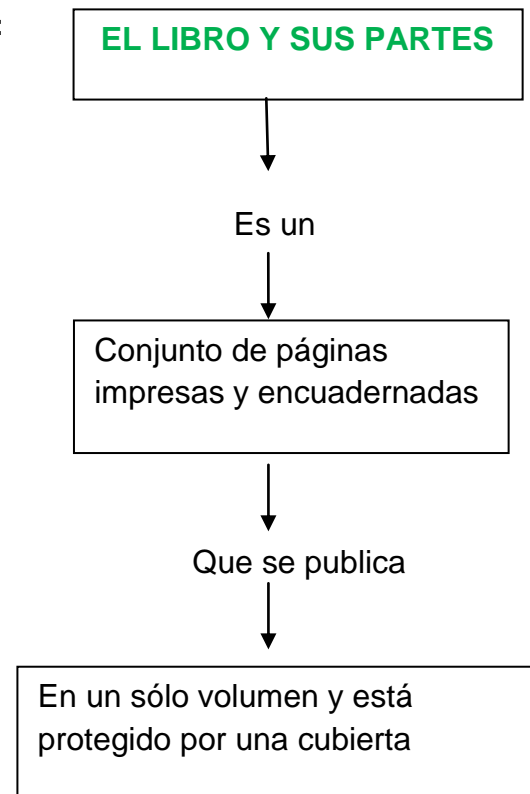 :
EL LIBRO Y SUS PARTES
Es un
Conjunto de páginas
impresas y encuadernadas
Que se publica
En un sólo volumen y está
protegido por una cubierta